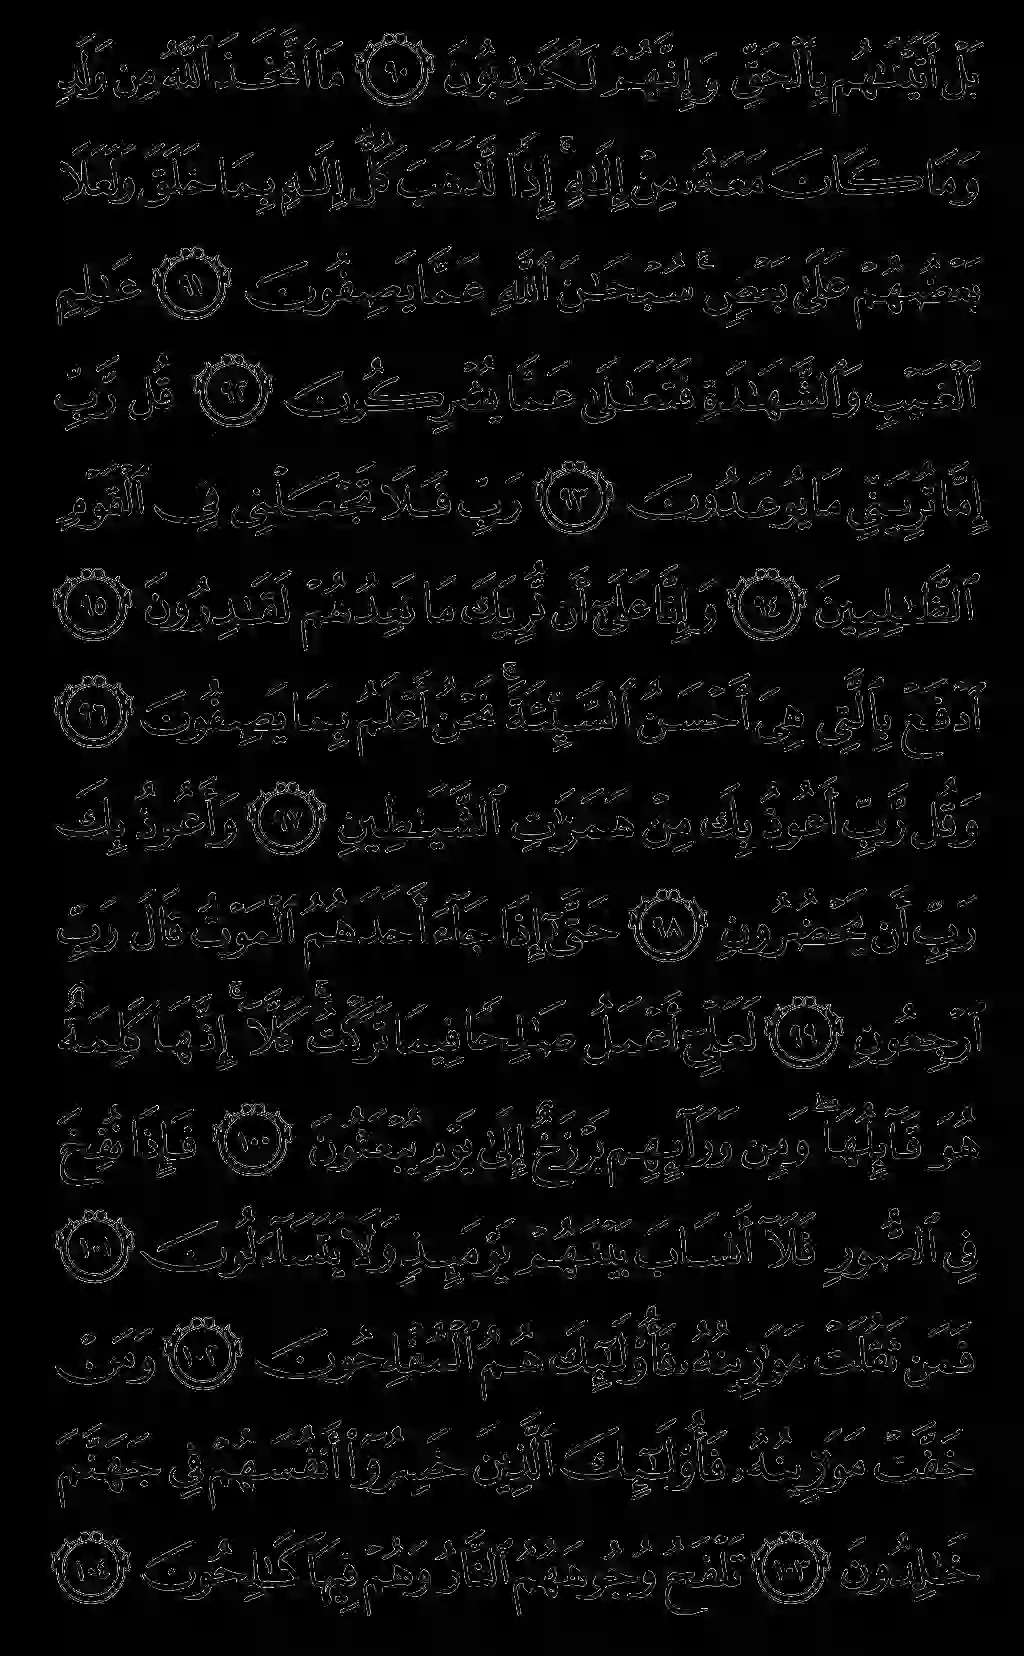 بَلْ أَتَيْنَٰهُم بِٱلْحَقِّ وَإِنَّهُمْ لَكَٰذِبُونَ ٩٠ مَا ٱتَّخَذَ ٱللَّهُ مِن وَلَدٍ
وَمَا كَانَ مَعَهُۥ مِنْ إِلَٰهٍ ۚ إِذًا لَّذَهَبَ كُلُّ إِلَٰهٍۭ بِمَا خَلَقَ وَلَعَلَا
بَعْضُهُمْ عَلَىٰ بَعْضٍ ۚ سُبْحَٰنَ ٱللَّهِ عَمَّا يَصِفُونَ ٩١ عَٰلِمِ
ٱلْغَيْبِ وَٱلشَّهَٰدَةِ فَتَعَٰلَىٰ عَمَّا يُشْرِكُونَ ٩٢ قُل رَّبِّ
إِمَّا تُرِيَنِّي مَا يُوعَدُونَ ٩٣ رَبِّ فَلَا تَجْعَلْنِي فِي ٱلْقَوْمِ
ٱلظَّٰلِمِينَ ٩٤ وَإِنَّا عَلَىٰٓ أَن نُّرِيَكَ مَا نَعِدُهُمْ لَقَٰدِرُونَ ٩٥
ٱدْفَعْ بِٱلَّتِي هِيَ أَحْسَنُ ٱلسَّيِّئَةَ ۚ نَحْنُ أَعْلَمُ بِمَا يَصِفُونَ ٩٦
وَقُل رَّبِّ أَعُوذُ بِكَ مِنْ هَمَزَٰتِ ٱلشَّيَٰطِينِ ٩٧ وَأَعُوذُ بِكَ
رَبِّ أَن يَحْضُرُونِ ٩٨ حَتَّىٰٓ إِذَا جَآءَ أَحَدَهُمُ ٱلْمَوْتُ قَالَ رَبِّ
ٱرْجِعُونِ ٩٩ لَعَلِّيٓ أَعْمَلُ صَٰلِحًا فِيمَا تَرَكْتُ ۚ كَلَّآ ۚ إِنَّهَا كَلِمَةٌ
هُوَ قَآئِلُهَا ۖ وَمِن وَرَآئِهِم بَرْزَخٌ إِلَىٰ يَوْمِ يُبْعَثُونَ ١٠٠ فَإِذَا نُفِخَ
فِي ٱلصُّورِ فَلَآ أَنسَابَ بَيْنَهُمْ يَوْمَئِذٍ وَلَا يَتَسَآءَلُونَ ١٠١
فَمَن ثَقُلَتْ مَوَٰزِينُهُۥ فَأُو۟لَٰٓئِكَ هُمُ ٱلْمُفْلِحُونَ ١٠٢ وَمَنْ
خَفَّتْ مَوَٰزِينُهُۥ فَأُو۟لَٰٓئِكَ ٱلَّذِينَ خَسِرُوٓا۟ أَنفُسَهُمْ فِي جَهَنَّمَ
خَٰلِدُونَ ١٠٣ تَلْفَحُ وُجُوهَهُمُ ٱلنَّارُ وَهُمْ فِيهَا كَٰلِحُونَ ١٠٤